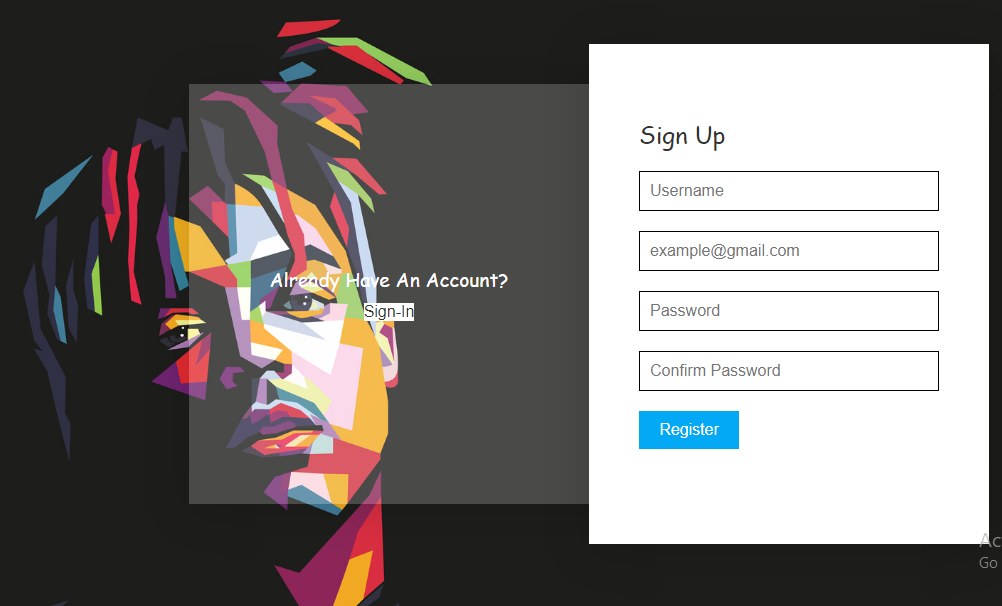 Already Have An Account?
Sign-In
Sign Up
Username
example@gmail.com
Password
Confirm Password
Register
Ac
Go